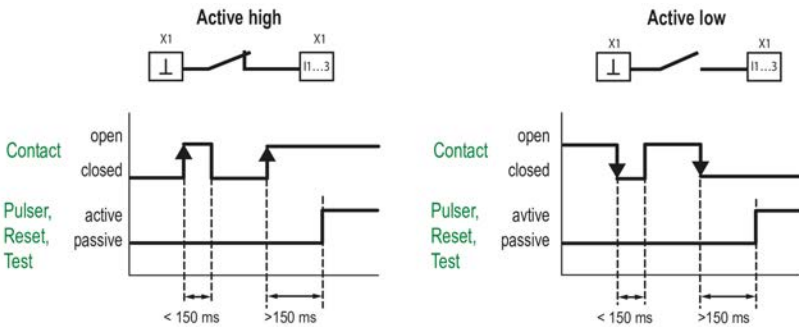 Active high
X1
X1
⊥
I1...3
Contact
open
closed
Pulser,
Reset,
Test
active
passive
< 150 ms
>150 ms
Active low
X1
X1
⊥
I1...3
Contact
open
closed
Pulser,
Reset,
Test
avtive
passive
< 150 ms
>150 ms